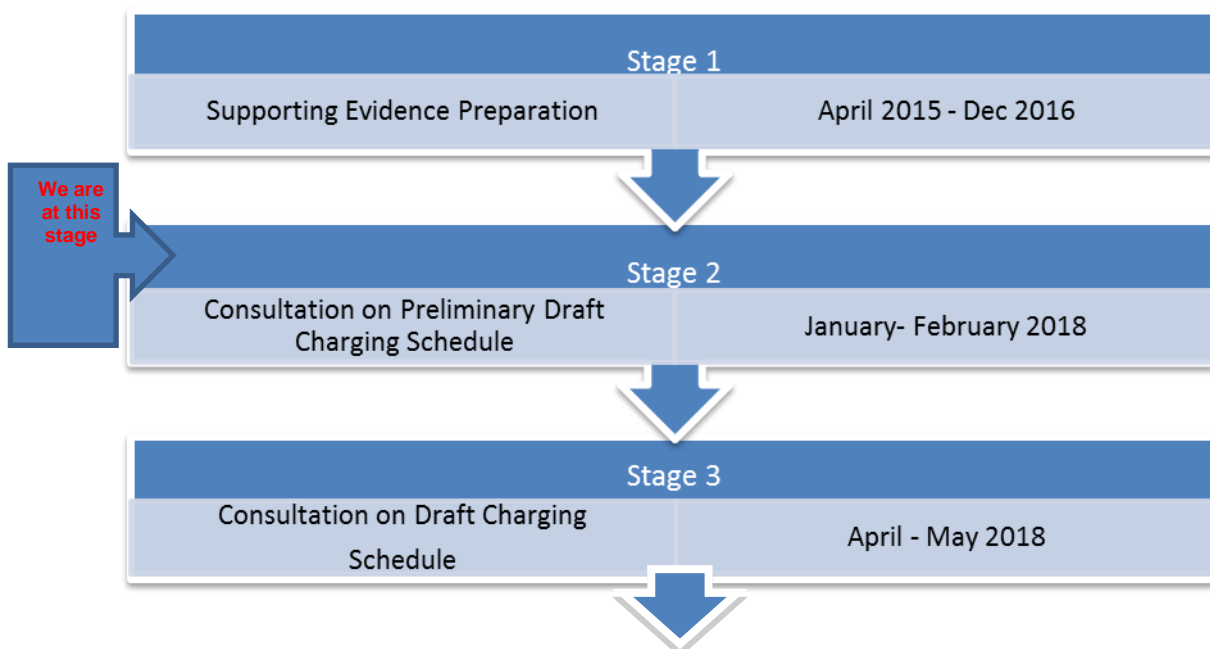 Stage 1
Supporting Evidence Preparation
April 2015 - Dec 2016
We are
at this
stage
Stage 2
Consultation on Preliminary Draft
Charging Schedule
January- February 2018
Stage 3
Consultation on Draft Charging
Schedule
April - May 2018